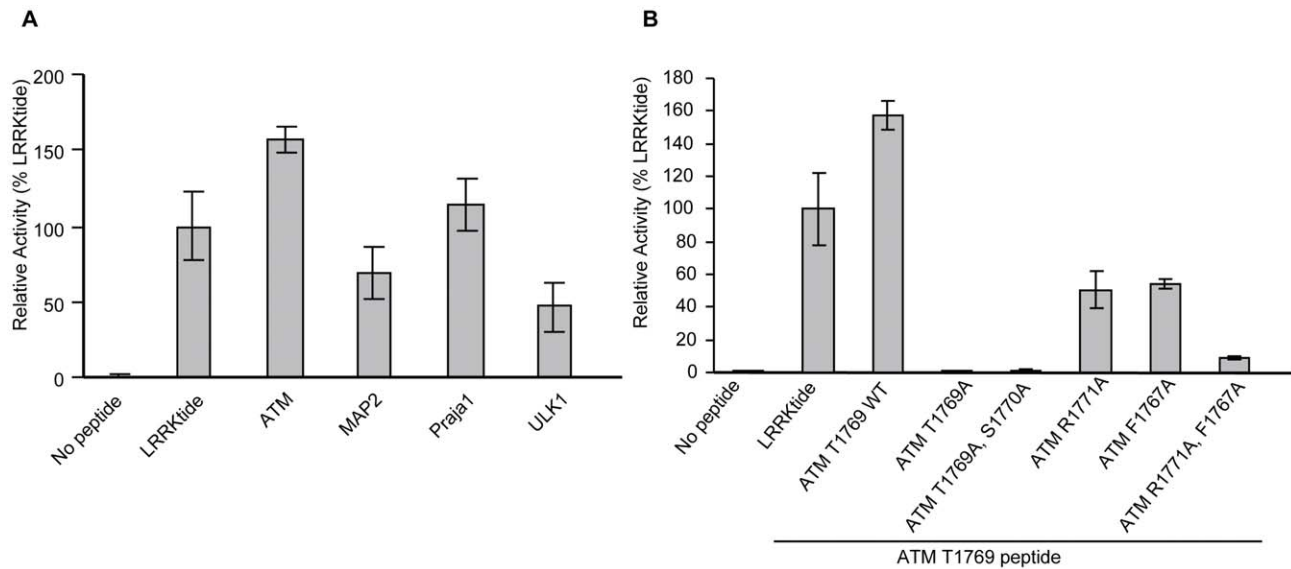 A
Relative Activity (% LRRKtide)
200
150
100
50
0
No peptide
LRRKtide
ATM
MAP2
Praja1
ULK1
B
Relative Activity (% LRRKtide)
180
160
140
120
100
80
60
40
20
0
No peptide
LRRKtide
ATM T1769 WT
ATM T1769A
ATM T1769A, S1770A
ATM R1771A
ATM F1767A
ATM R1771A, F1767A
ATM T1769 peptide